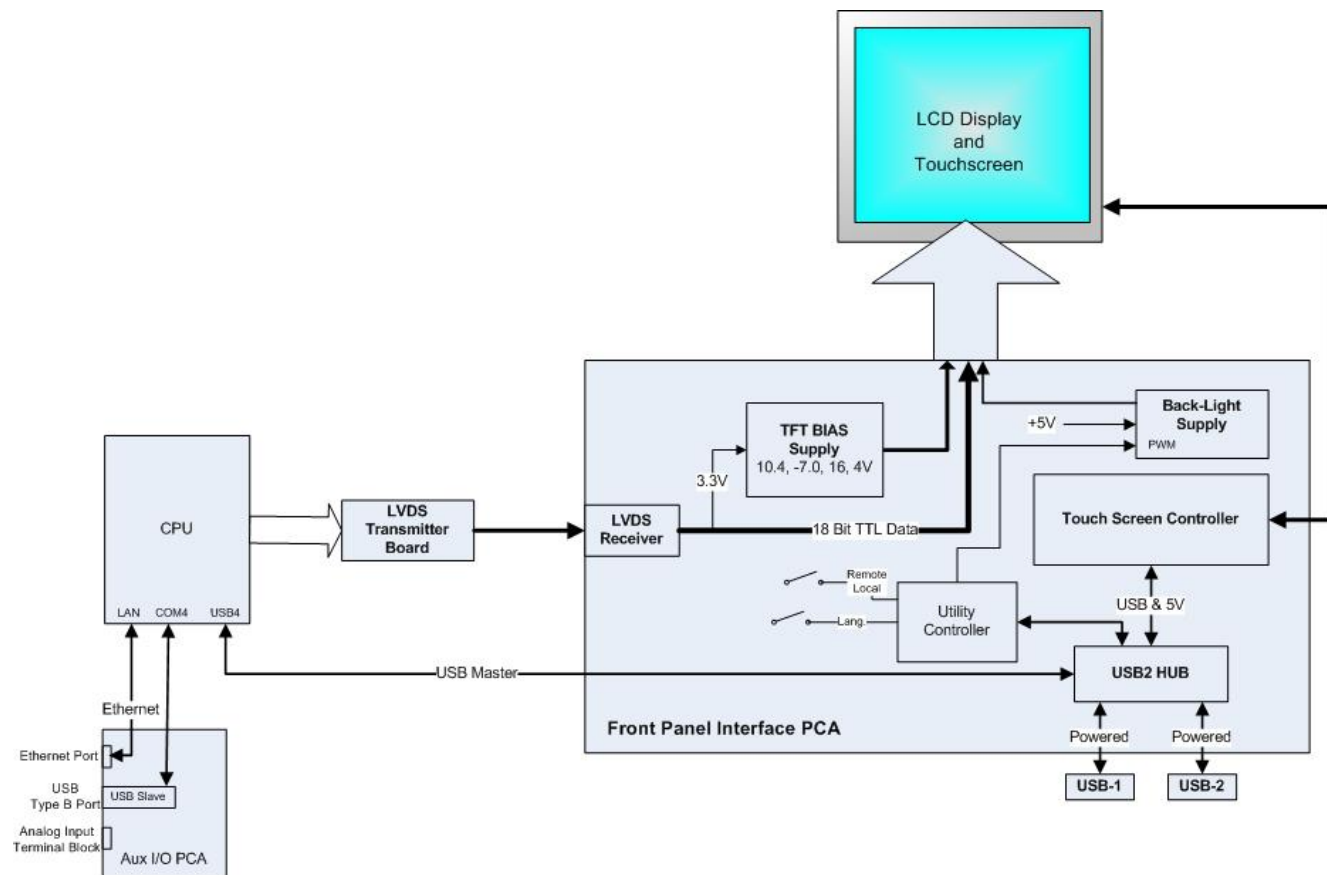 LCD Display
and
Touchscreen
Back-Light
Supply
+5V
PWM
TFT BIAS
Supply
10.4, -7.0, 16, 4V
3.3V
CPU
LVDS
Transmitter
Board
LVDS
Receiver
18 Bit TTL Data
Touch Screen Controller
Remote
Local
Lang.
Utility
Controller
USB & 5V
LAN
COM4
USB4
USB Master
USB2 HUB
Ethernet
Front Panel Interface PCA
Powered
Powered
Ethernet Port
USB
Type B Port
USB Slave
USB-1
USB-2
Analog Input
Terminal Block
Aux I/O PCA